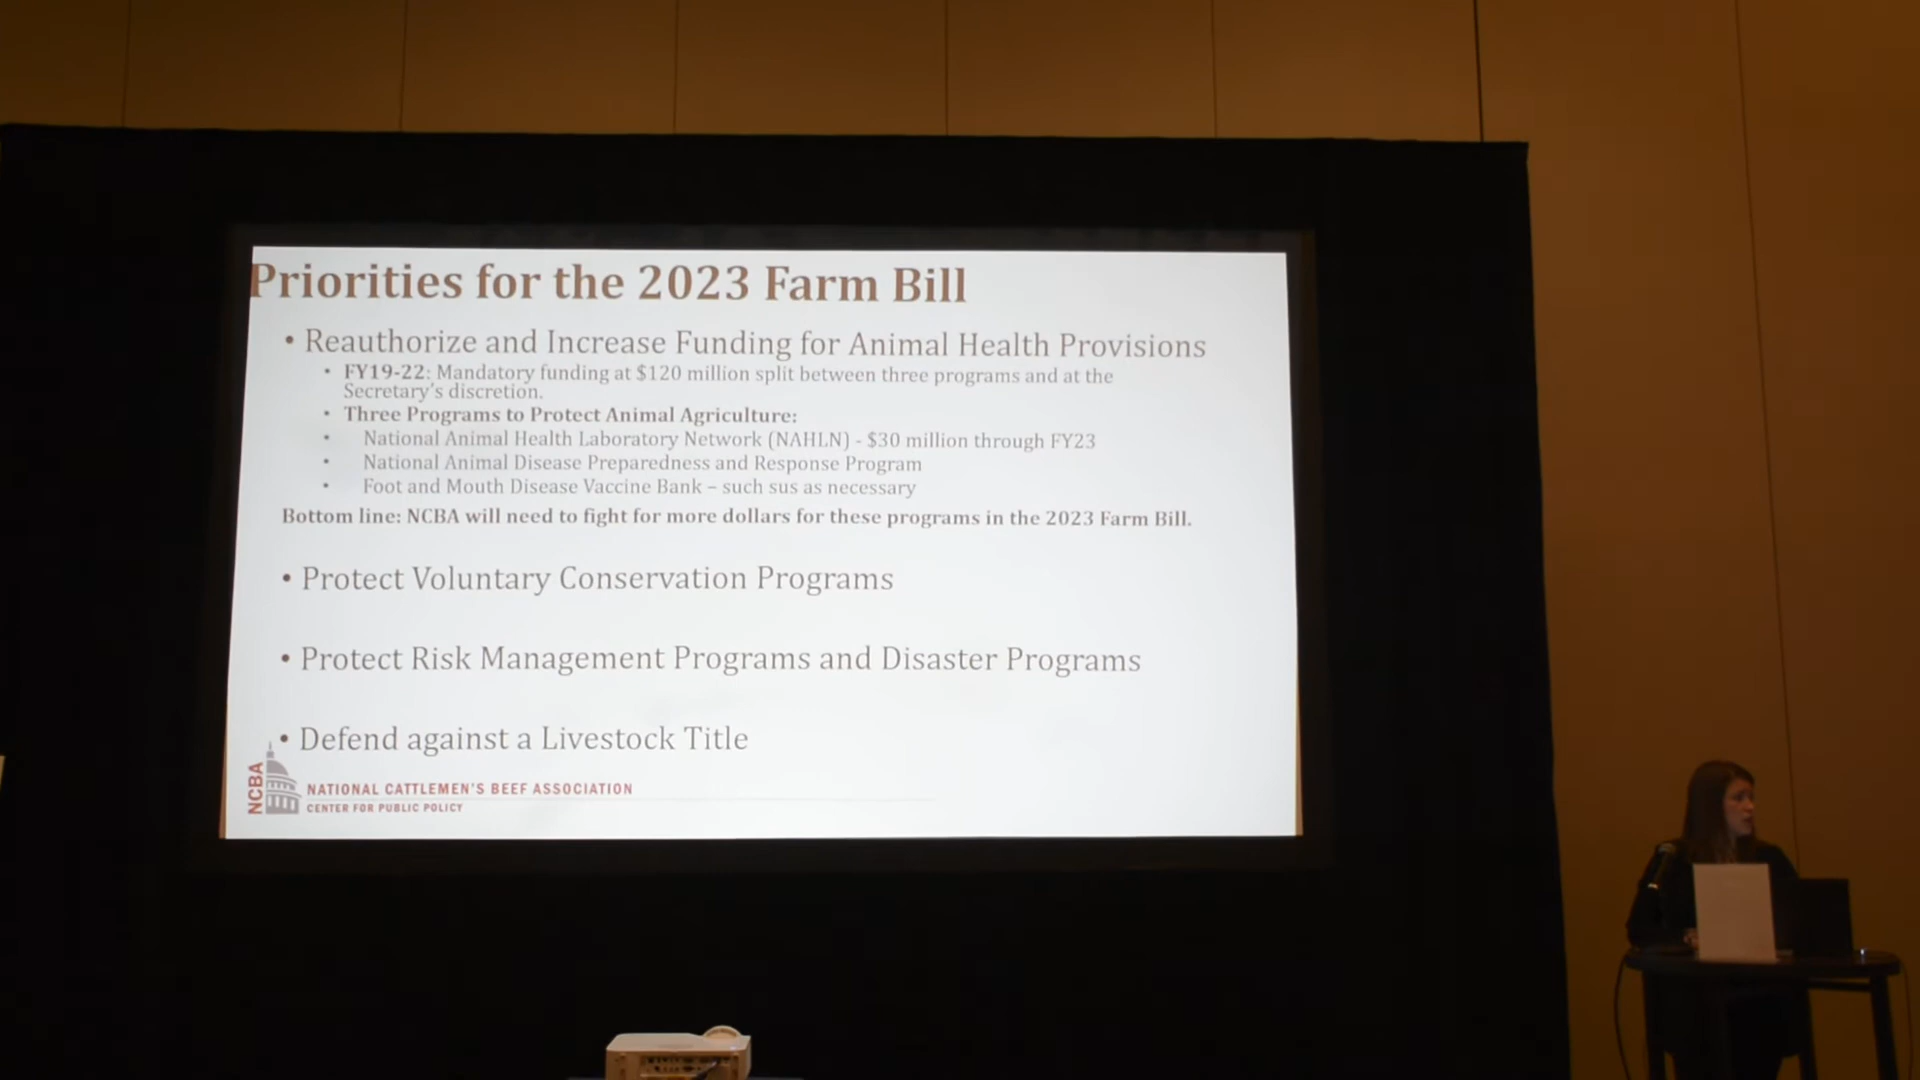 Priorities for the 2023 Farm Bill
• Reauthorize and Increase Funding for Animal Health Provisions
• FY19-22: Mandatory funding at $120 million split between three programs and at the
Secretary's discretion.
• Three Programs to Protect Animal Agriculture:
• National Animal Health Laboratory Network (NAHLN) - $30 million through FY23
• National Animal Disease Preparedness and Response Program
• Foot and Mouth Disease Vaccine Bank – such sus as necessary
Bottom line: NCBA will need to fight for more dollars for these programs in the 2023 Farm Bill.
• Protect Voluntary Conservation Programs
• Protect Risk Management Programs and Disaster Programs
• Defend against a Livestock Title
NCBA
NATIONAL CATTLEMEN'S BEEF ASSOCIATION
CENTER FOR PUBLIC POLICY